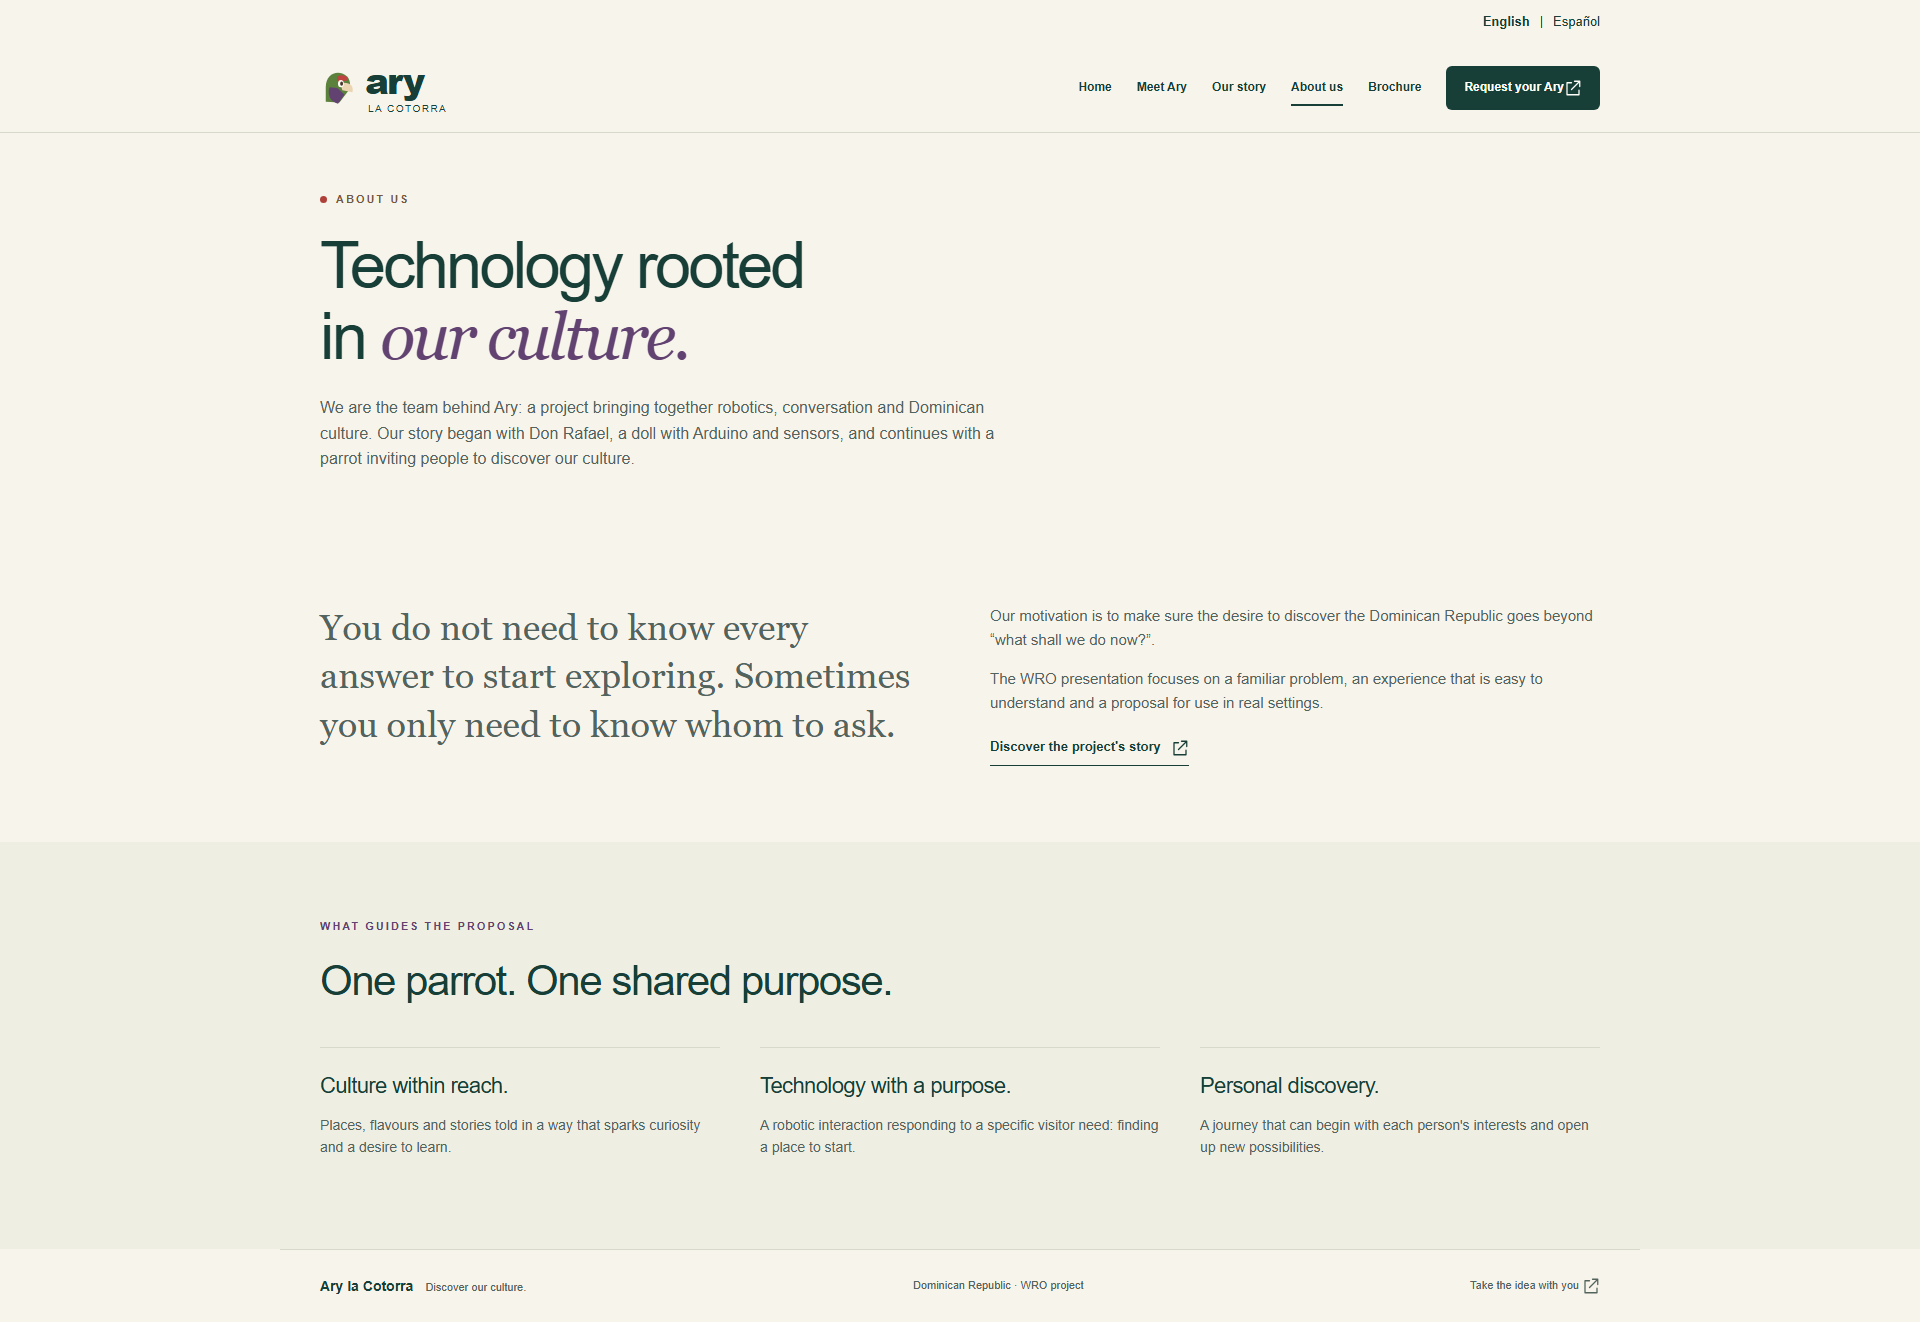 English | Español
ary
LA COTORRA
Home Meet Ary Our story About us Brochure Request your Ary
ABOUT US
Technology rooted
in our culture.
We are the team behind Ary: a project bringing together robotics, conversation and Dominican
culture. Our story began with Don Rafael, a doll with Arduino and sensors, and continues with a
parrot inviting people to discover our culture.
You do not need to know every
answer to start exploring. Sometimes
you only need to know whom to ask.
Our motivation is to make sure the desire to discover the Dominican Republic goes beyond
“what shall we do now?”.
The WRO presentation focuses on a familiar problem, an experience that is easy to
understand and a proposal for use in real settings.
Discover the project's story
WHAT GUIDES THE PROPOSAL
One parrot. One shared purpose.
Culture within reach.
Places, flavours and stories told in a way that sparks curiosity
and a desire to learn.
Technology with a purpose.
A robotic interaction responding to a specific visitor need: finding
a place to start.
Personal discovery.
A journey that can begin with each person's interests and open
up new possibilities.
Ary la Cotorra Discover our culture.
Dominican Republic · WRO project
Take the idea with you